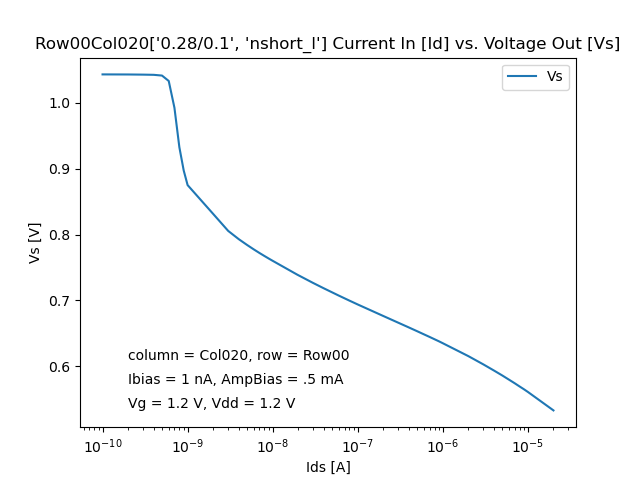 Row00Col020['0.28/0.1', 'nshort_l'] Current In [Id] vs. Voltage Out [Vs]
Vs
1.0
0.9
0.8
0.7
0.6
Vs [V]
column = Col020, row = Row00
Ibias = 1 nA, AmpBias = .5 mA
Vg = 1.2 V, Vdd = 1.2 V
10⁻¹⁰ 10⁻⁹ 10⁻⁸ 10⁻⁷ 10⁻⁶ 10⁻⁵
Ids [A]